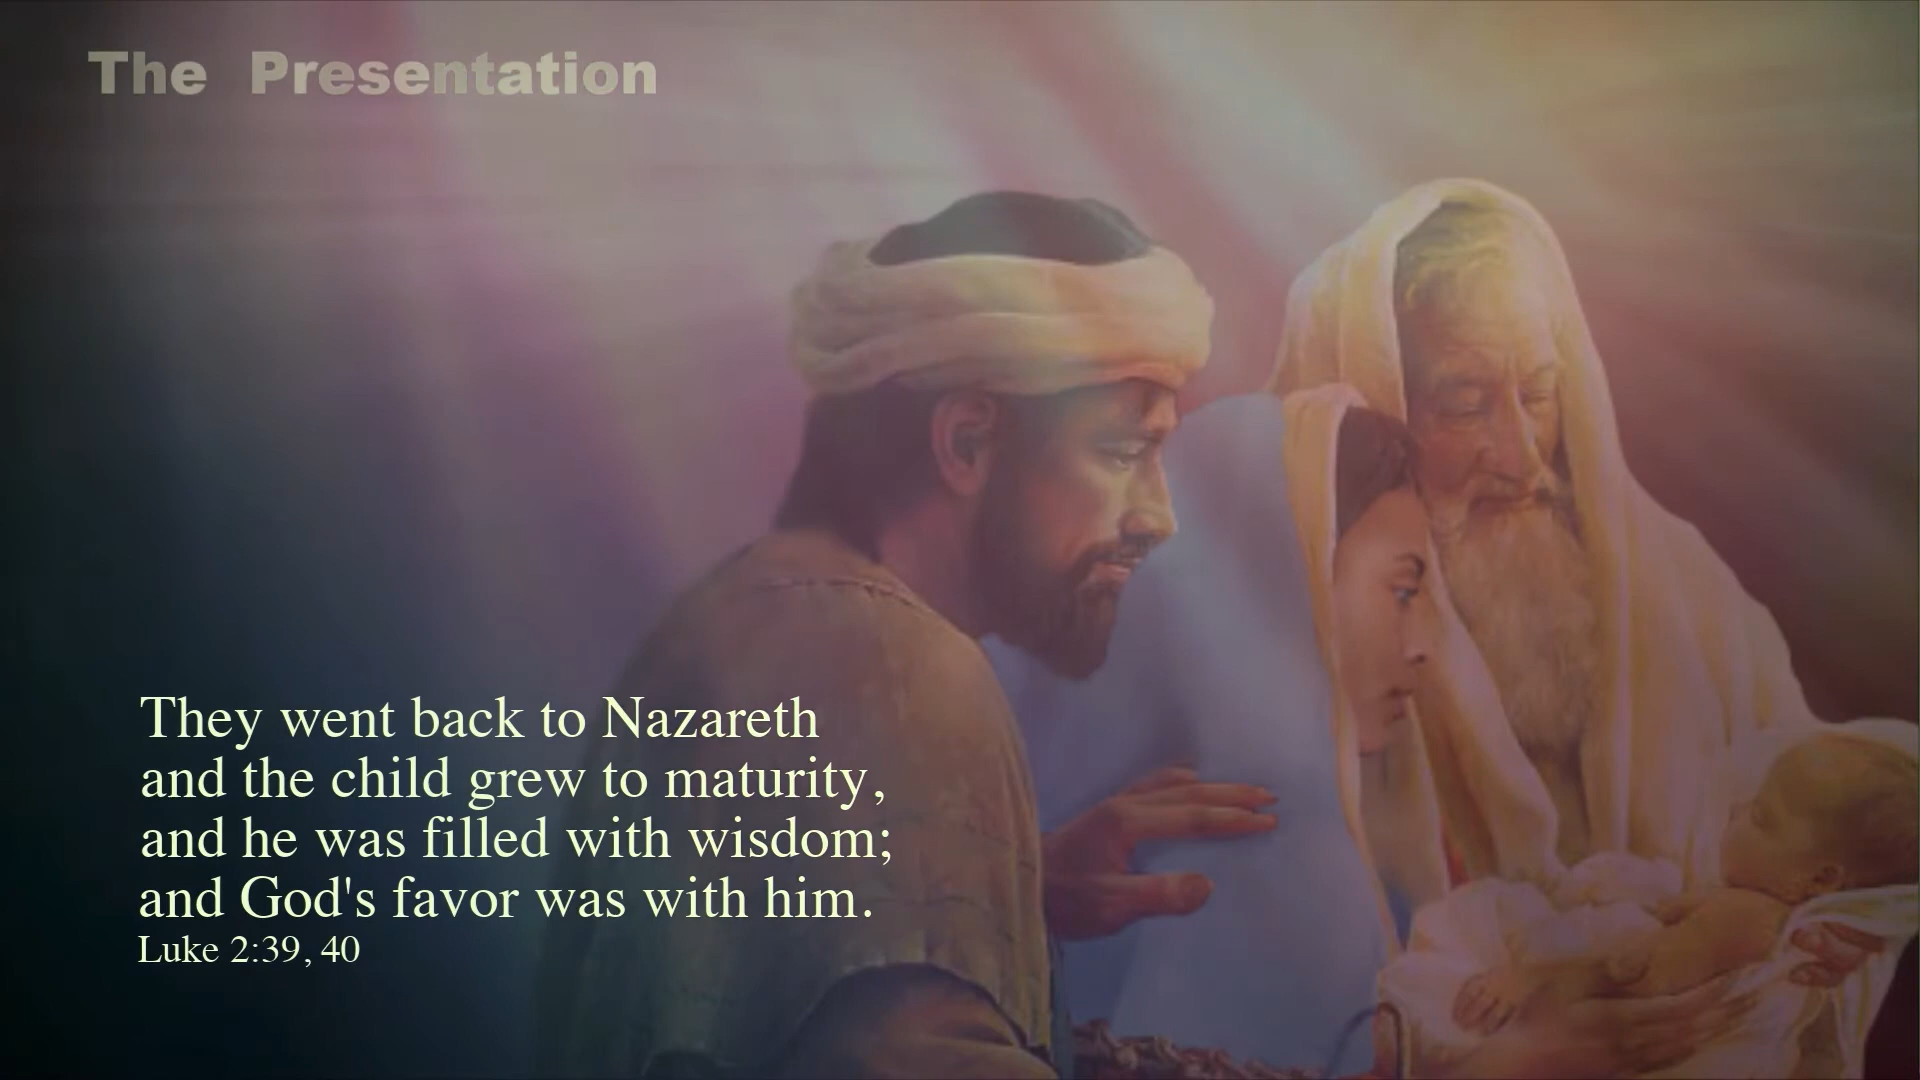 The Presentation
They went back to Nazareth
and the child grew to maturity,
and he was filled with wisdom;
and God's favor was with him.
Luke 2:39, 40